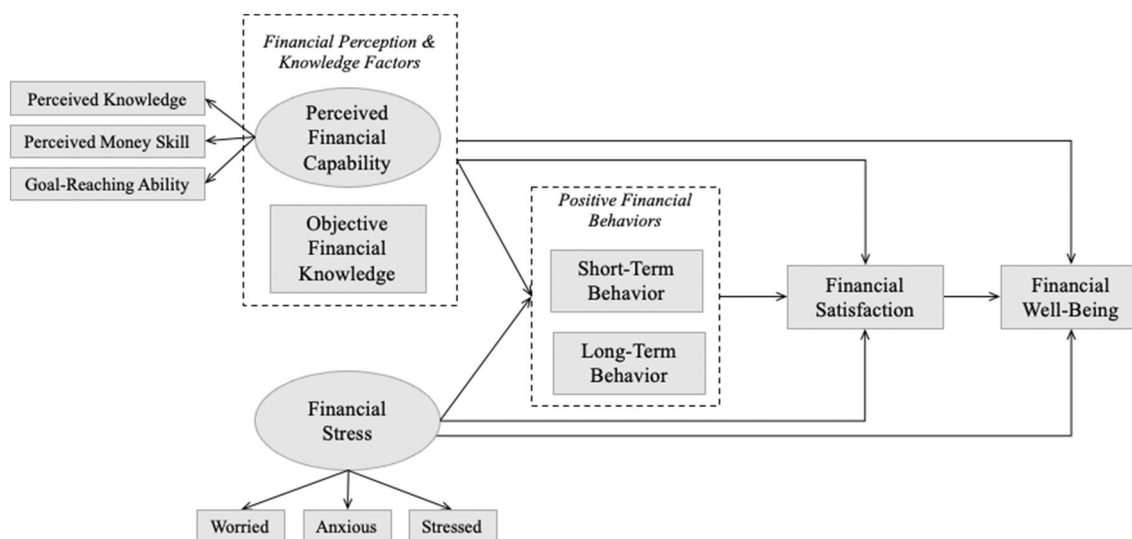 Financial Perception &
Knowledge Factors
Perceived Knowledge
Perceived Money Skill
Goal-Reaching Ability
Perceived
Financial
Capability
Objective
Financial
Knowledge
Positive Financial
Behaviors
Short-Term
Behavior
Long-Term
Behavior
Financial
Satisfaction
Financial
Well-Being
Financial
Stress
Worried
Anxious
Stressed